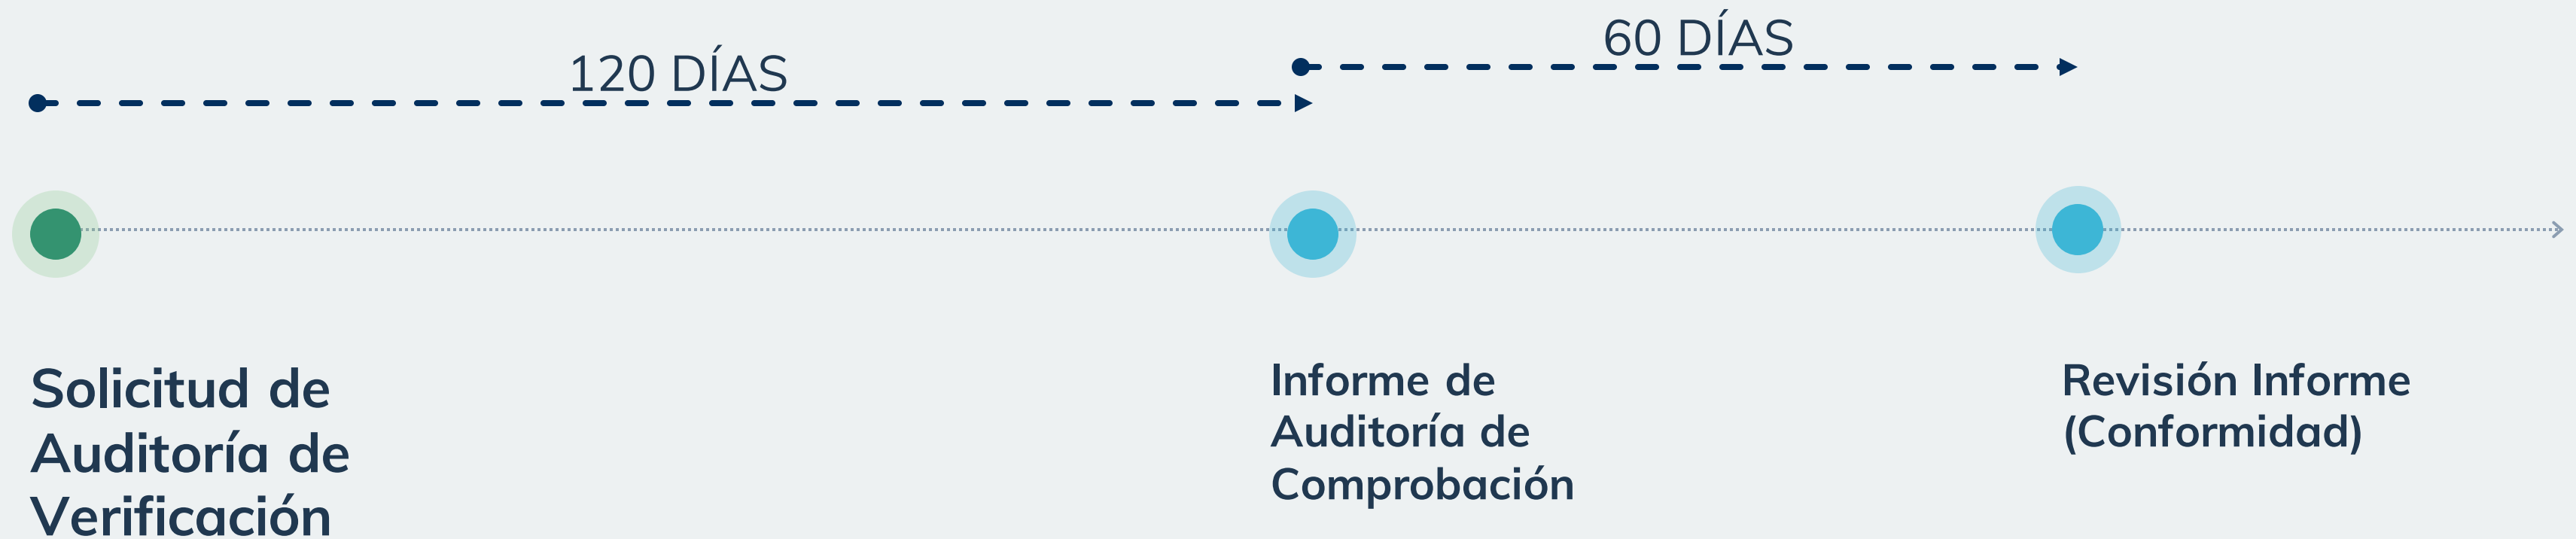 120 DÍAS
60 DÍAS
Solicitud de
Auditoría de
Verificación
Informe de
Auditoría de
Comprobación
Revisión Informe
(Conformidad)